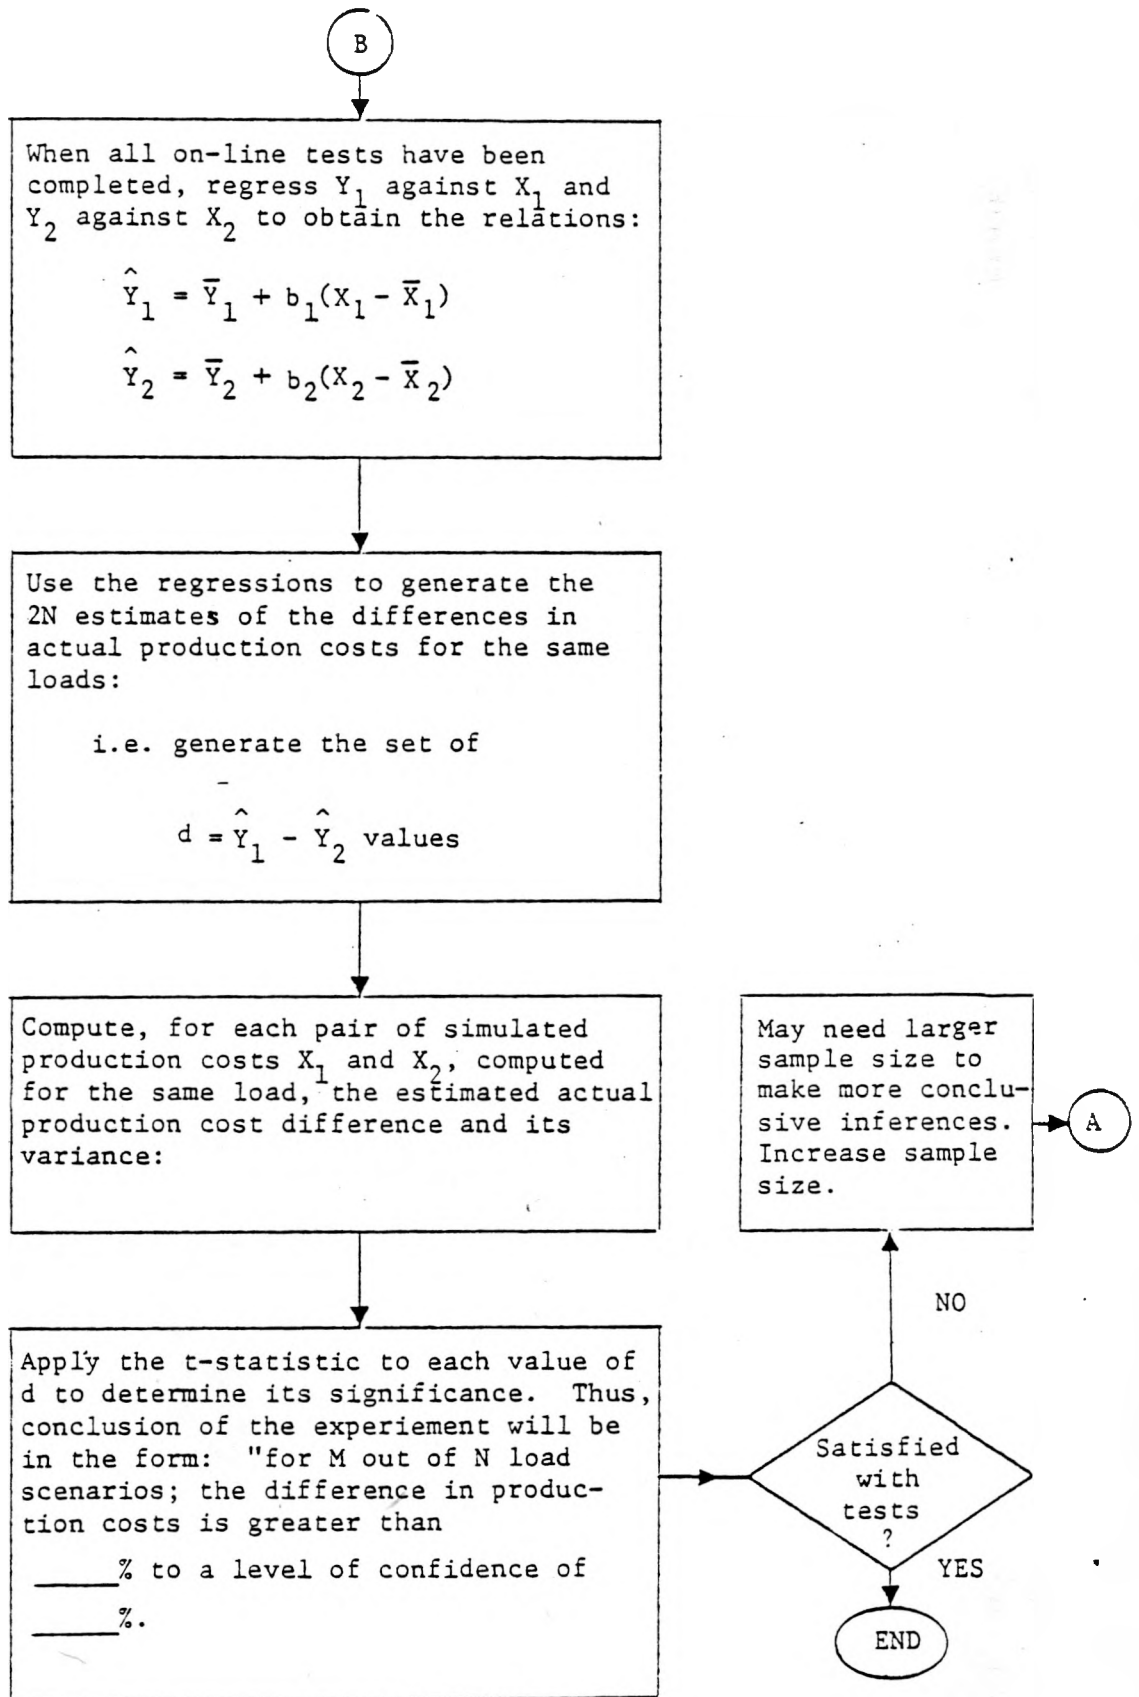 B
When all on-line tests have been
completed, regress Y₁ against X₁ and
Y₂ against X₂ to obtain the relations:
Ŷ₁ = Y̅₁ + b₁(X₁ - X̅₁)
Ŷ₂ = Y̅₂ + b₂(X₂ - X̅₂)
Use the regressions to generate the
2N estimates of the differences in
actual production costs for the same
loads:
i.e. generate the set of
d = Ŷ₁ - Ŷ₂ values
Compute, for each pair of simulated
production costs X₁ and X₂, computed
for the same load, the estimated actual
production cost difference and its
variance:
May need larger
sample size to
make more conclu-
sive inferences.
Increase sample
size.
A
NO
Apply the t-statistic to each value of
d to determine its significance. Thus,
conclusion of the experiement will be
in the form: "for M out of N load
scenarios; the difference in produc-
tion costs is greater than
_____% to a level of confidence of
_____%.
Satisfied
with
tests
?
YES
END